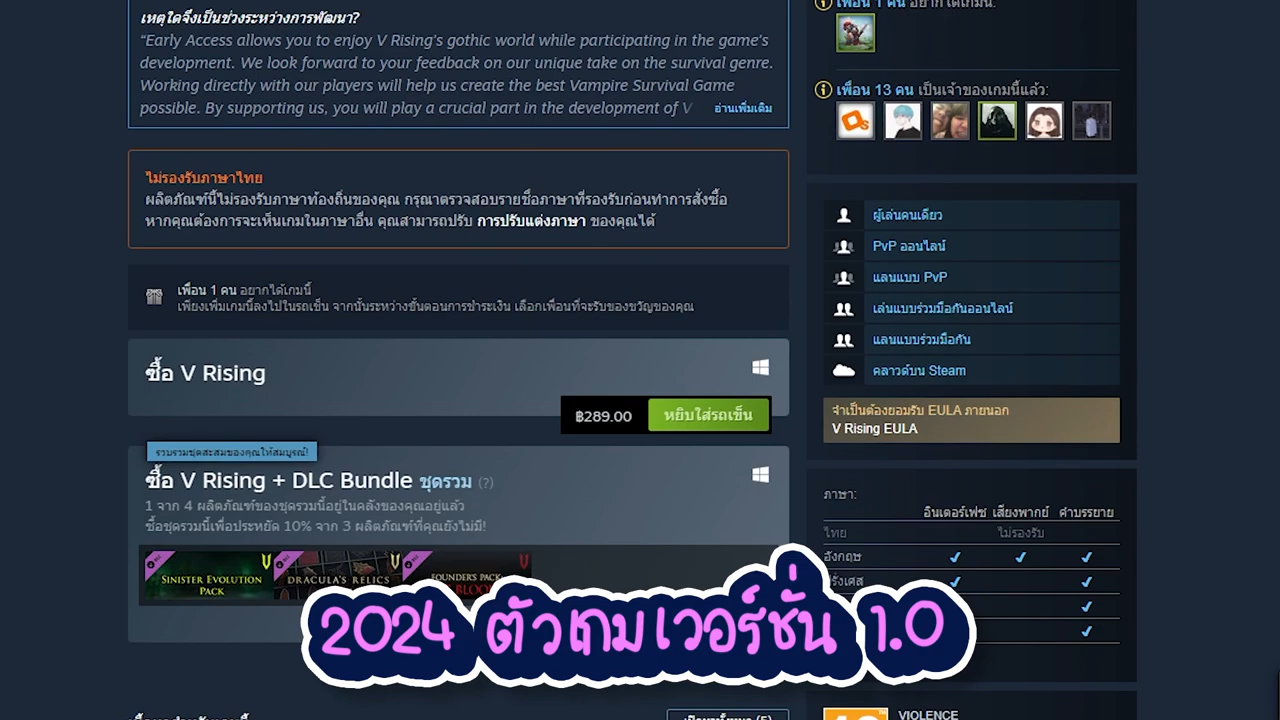 เหตุใดจึงเป็นช่วงระหว่างการพัฒนา?
“Early Access allows you to enjoy V Rising's gothic world while participating in the game's
development. We look forward to your feedback on our unique take on the survival genre.
Working directly with our players will help us create the best Vampire Survival Game
possible. By supporting us, you will play a crucial part in the development of V
อ่านเพิ่มเติม
ไม่รองรับภาษาไทย
ผลิตภัณฑ์นี้ไม่รองรับภาษาท้องถิ่นของคุณ กรุณาตรวจสอบรายชื่อภาษาที่รองรับก่อนทำการสั่งซื้อ
หากคุณต้องการจะเห็นเกมในภาษาอื่น คุณสามารถปรับ การปรับแต่งภาษา ของคุณได้
เพื่อน 1 คน อยากได้เกมนี้
เพียงเพิ่มเกมนี้ลงไปในรถเข็น จากนั้นระหว่างขั้นตอนการชำระเงิน เลือกเพื่อนที่จะรับของขวัญของคุณ
ซื้อ V Rising
฿289.00
หยิบใส่รถเข็น
รวบรวมชุดสะสมของคุณให้สมบูรณ์!
ซื้อ V Rising + DLC Bundle ชุดรวม (?)
1 จาก 4 ผลิตภัณฑ์ของชุดรวมนี้อยู่ในคลังของคุณอยู่แล้ว
ซื้อชุดรวมนี้เพื่อประหยัด 10% จาก 3 ผลิตภัณฑ์ที่คุณยังไม่มี!
SINISTER EVOLUTION
PACK
DRACULA'S RELICS
FOUNDER'S PACK
BLOO
2024 ตัวเกมเวอร์ชั่น 1.0
เพื่อน 1 คน อยากได้เกมนี้:
เพื่อน 13 คน เป็นเจ้าของเกมนี้แล้ว:
ผู้เล่นคนเดียว
PvP ออนไลน์
แลนแบบ PvP
เล่นแบบร่วมมือกันออนไลน์
แลนแบบร่วมมือกัน
คลาวด์บน Steam
จำเป็นต้องยอมรับ EULA ภายนอก
V Rising EULA
ภาษา:
อินเตอร์เฟซ เสียงพากย์ คำบรรยาย
ไทย ไม่รองรับ
อังกฤษ ✔ ✔ ✔
ฝรั่งเศส ✔ ✔
✔
✔
VIOLENCE